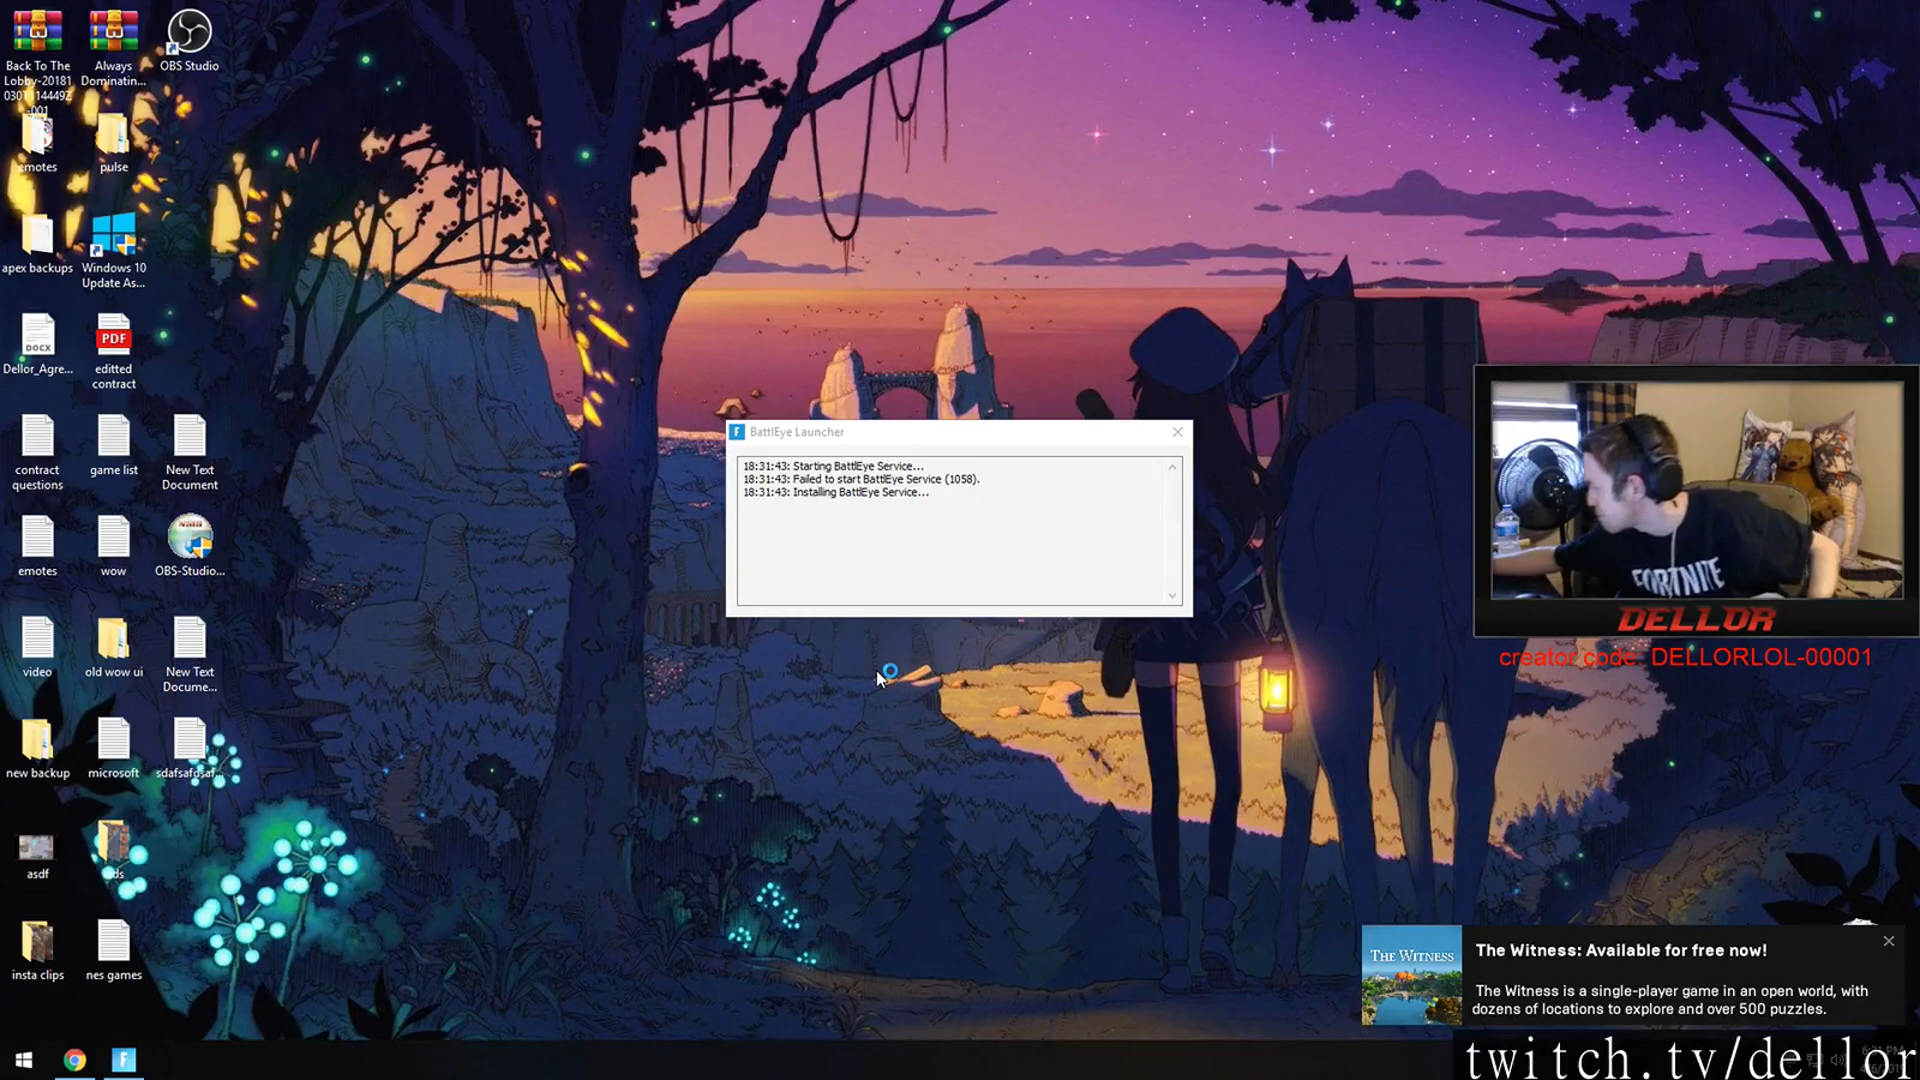 Back To The
Lobby-20181
030T114449Z
-001
Always
Dominatin...
OBS Studio
emotes
pulse
apex backups
Windows 10
Update As...
DOCX
Dellor_Agre...
PDF
editted
contract
contract
questions
game list
New Text
Document
emotes
wow
OBS-Studio...
video
old wow ui
New Text
Docume...
new backup
microsoft
sdafsafdsaf...
asdf
insta clips
nes games
BattlEye Launcher
18:31:43: Starting BattlEye Service...
18:31:43: Failed to start BattlEye Service (1058).
18:31:43: Installing BattlEye Service...
FORTNITE
DELLOR
creator code DELLORLOL-00001
THE WITNESS
The Witness: Available for free now!
The Witness is a single-player game in an open world, with
dozens of locations to explore and over 500 puzzles.
twitch.tv/dellor